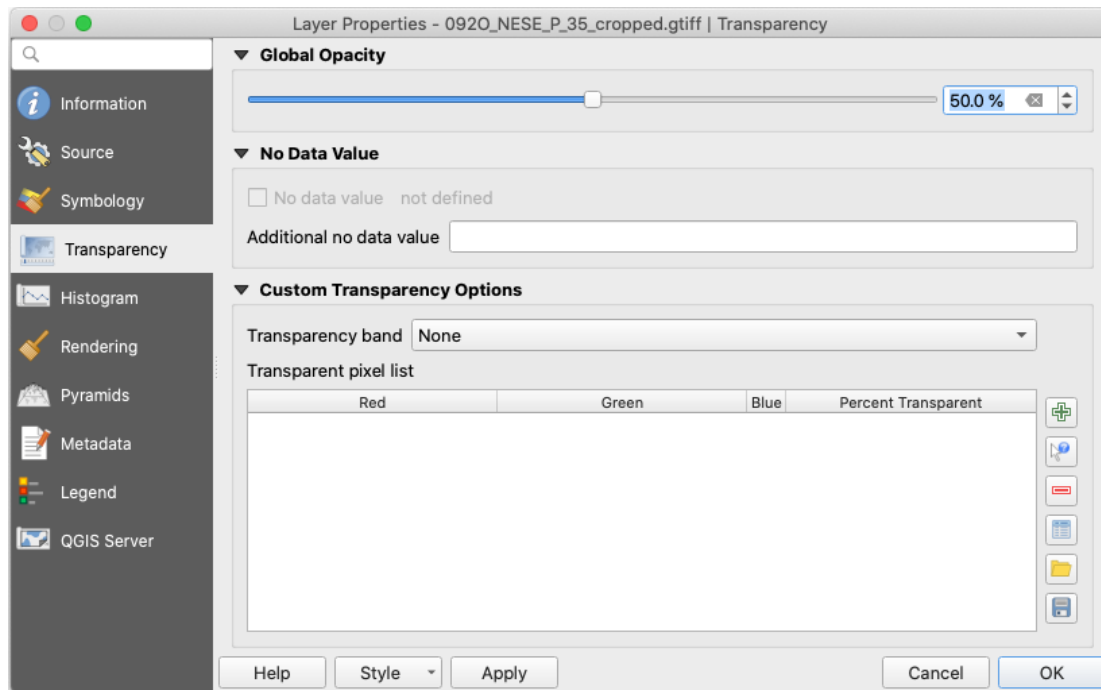 Layer Properties - 092O_NESE_P_35_cropped.gtiff | Transparency
Information
Source
Symbology
Transparency
Histogram
Rendering
Pyramids
Metadata
Legend
QGIS Server
Global Opacity
50.0 %
No Data Value
No data value not defined
Additional no data value
Custom Transparency Options
Transparency band None
Transparent pixel list
Red Green Blue Percent Transparent
Help Style Apply Cancel OK